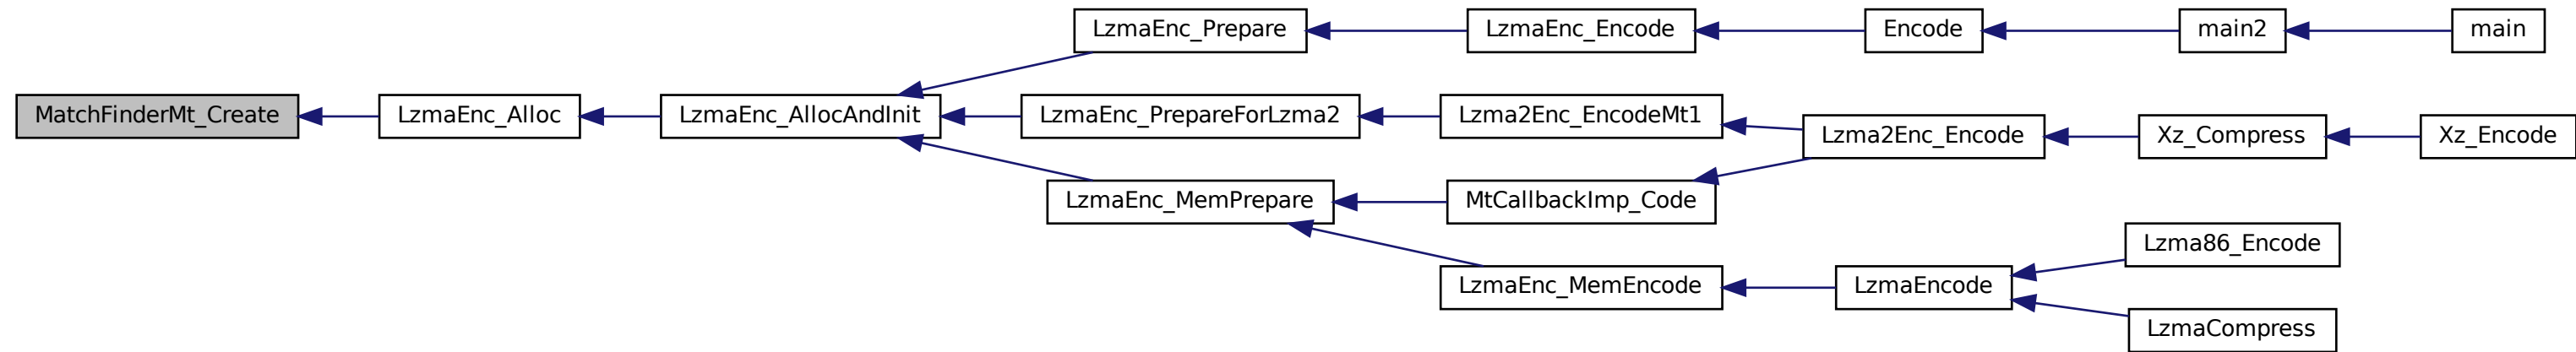 LzmaEnc_Prepare
LzmaEnc_Encode
Encode
main2
main
MatchFinderMt_Create
LzmaEnc_Alloc
LzmaEnc_AllocAndInit
LzmaEnc_PrepareForLzma2
Lzma2Enc_EncodeMt1
Lzma2Enc_Encode
Xz_Compress
Xz_Encode
LzmaEnc_MemPrepare
MtCallbackImp_Code
Lzma86_Encode
LzmaEnc_MemEncode
LzmaEncode
LzmaCompress